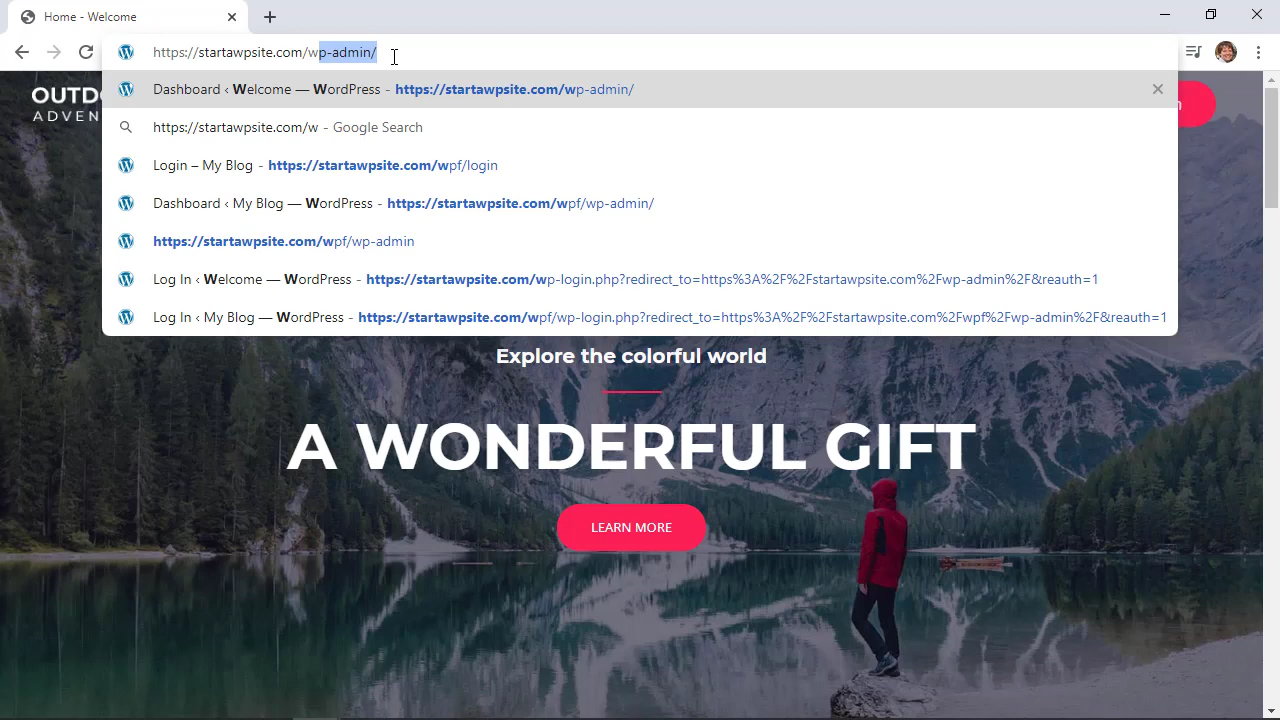 Home - Welcome
https://startawpsite.com/wp-admin/
Dashboard ‹ Welcome — WordPress - https://startawpsite.com/wp-admin/
https://startawpsite.com/w - Google Search
Login – My Blog - https://startawpsite.com/wpf/login
Dashboard ‹ My Blog — WordPress - https://startawpsite.com/wpf/wp-admin/
https://startawpsite.com/wpf/wp-admin
Log In ‹ Welcome — WordPress - https://startawpsite.com/wp-login.php?redirect_to=https%3A%2F%2Fstartawpsite.com%2Fwp-admin%2F&reauth=1
Log In ‹ My Blog — WordPress - https://startawpsite.com/wpf/wp-login.php?redirect_to=https%3A%2F%2Fstartawpsite.com%2Fwpf%2Fwp-admin%2F&reauth=1
Explore the colorful world
A WONDERFUL GIFT
LEARN MORE